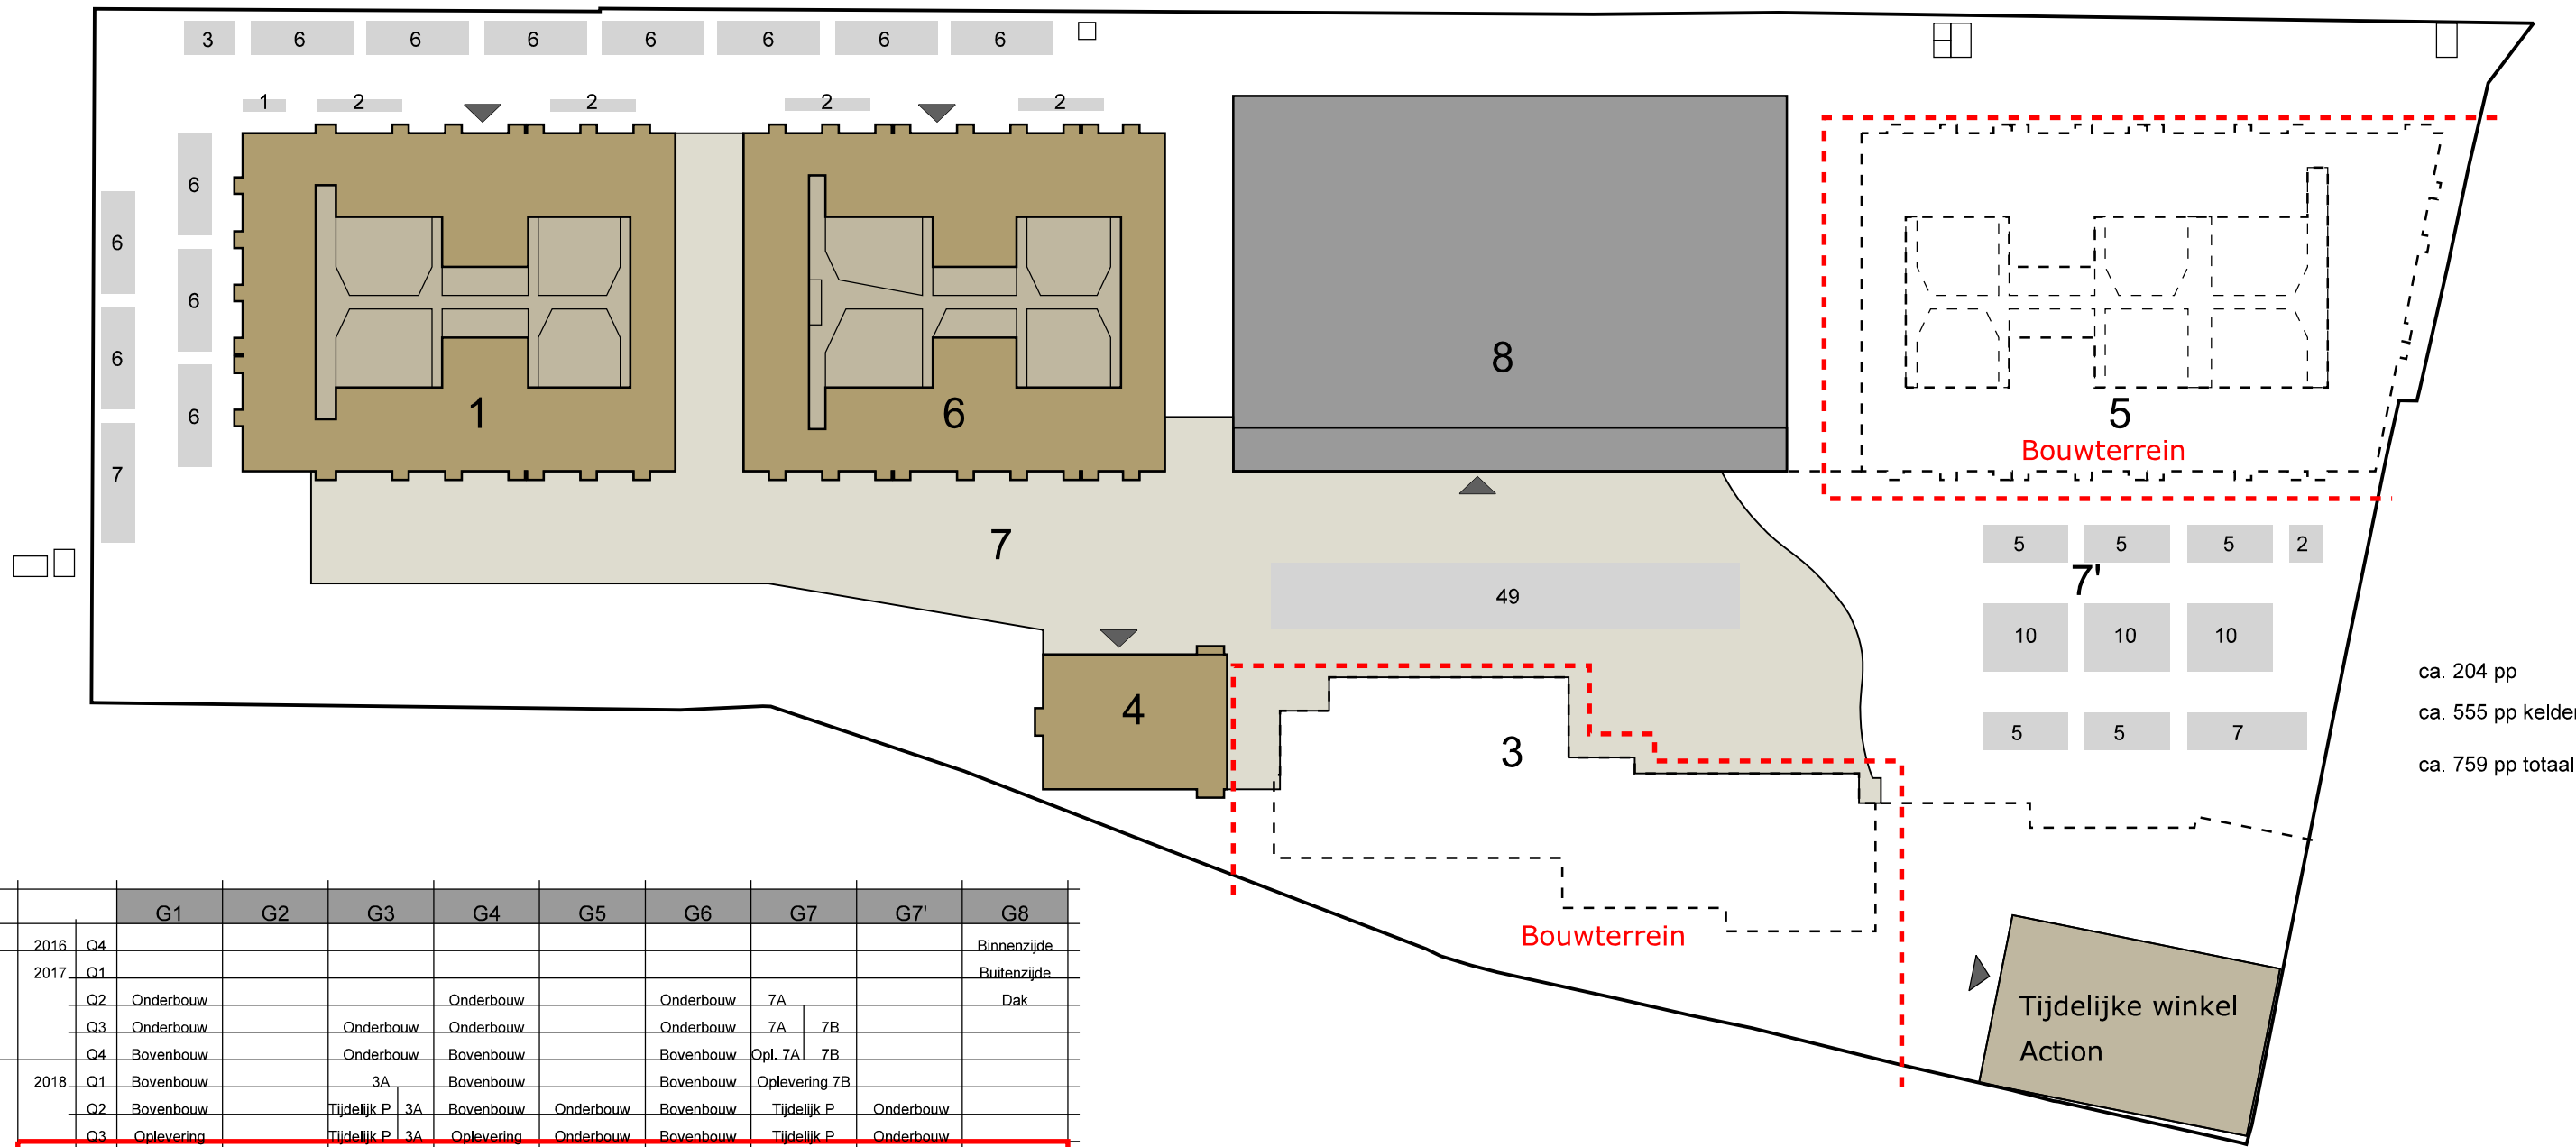 3 6 6 6 6 6 6 6
1 2 2 2 2
6
6
6
6
6
6
7
1
6
8
5
Bouwterrein
7
5 5 5 2
7'
49
10 10 10
5 5 7
4
3
ca. 204 pp
ca. 555 pp kelder
ca. 759 pp totaal
Bouwterrein
Tijdelijke winkel
Action
G1 G2 G3 G4 G5 G6 G7 G7' G8
2016 Q4 Binnenzijde
2017 Q1 Buitenzijde
Q2 Onderbouw Onderbouw Onderbouw 7A Dak
Q3 Onderbouw Onderbouw Onderbouw Onderbouw 7A 7B
Q4 Bovenbouw Onderbouw Bovenbouw Bovenbouw Opl. 7A 7B
2018 Q1 Bovenbouw 3A Bovenbouw Bovenbouw Oplevering 7B
Q2 Bovenbouw Tijdelijk P 3A Bovenbouw Onderbouw Bovenbouw Tijdelijk P Onderbouw
Q3 Oplevering Tijdelijk P 3A Oplevering Onderbouw Bovenbouw Tijdelijk P Onderbouw